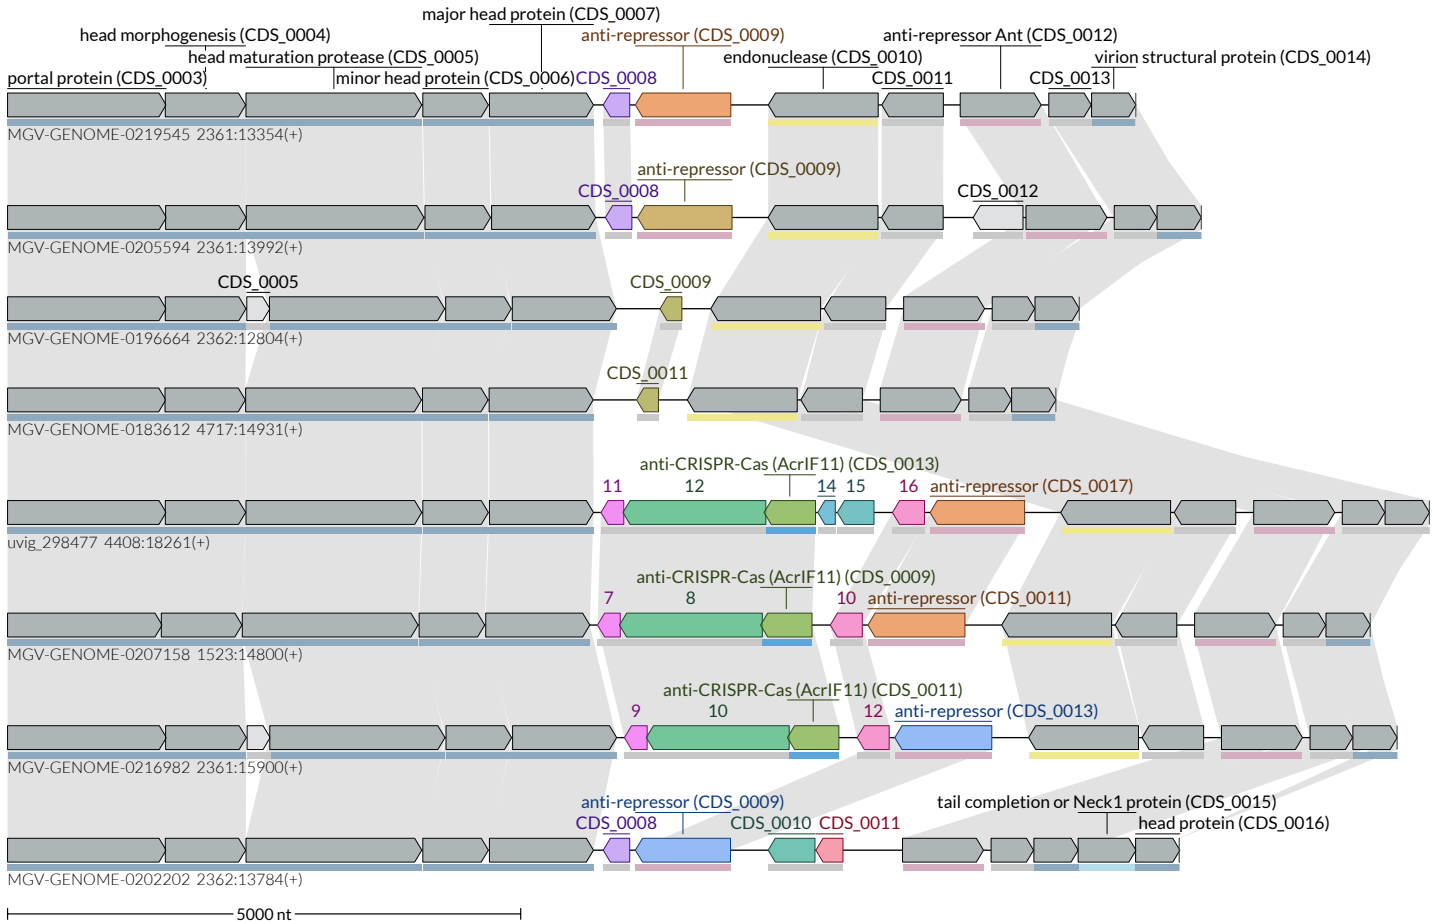 major head protein (CDS_0007)
head morphogenesis (CDS_0004)
anti-repressor (CDS_0009)
anti-repressor Ant (CDS_0012)
head maturation protease (CDS_0005)
endonuclease (CDS_0010)
virion structural protein (CDS_0014)
portal protein (CDS_0003)
minor head protein (CDS_0006)
CDS_0008
CDS_0011
CDS_0013
MGV-GENOME-0219545 2361:13354(+)
anti-repressor (CDS_0009)
CDS_0008
CDS_0012
MGV-GENOME-0205594 2361:13992(+)
CDS_0005
CDS_0009
MGV-GENOME-0196664 2362:12804(+)
CDS_0011
MGV-GENOME-0183612 4717:14931(+)
anti-CRISPR-Cas (AcrIF11) (CDS_0013)
11 12 14 15 16 anti-repressor (CDS_0017)
uvig_298477 4408:18261(+)
anti-CRISPR-Cas (AcrIF11) (CDS_0009)
7 8 10 anti-repressor (CDS_0011)
MGV-GENOME-0207158 1523:14800(+)
anti-CRISPR-Cas (AcrIF11) (CDS_0011)
9 10 12 anti-repressor (CDS_0013)
MGV-GENOME-0216982 2361:15900(+)
anti-repressor (CDS_0009)
tail completion or Neck1 protein (CDS_0015)
CDS_0008
CDS_0010
CDS_0011
head protein (CDS_0016)
MGV-GENOME-0202202 2362:13784(+)
5000 nt